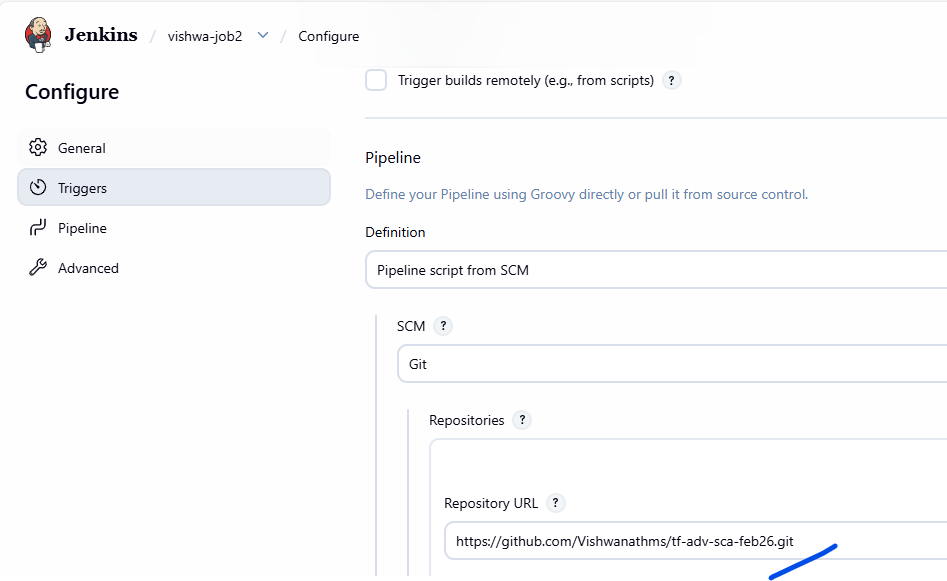 Jenkins / vishwa-job2 / Configure
Configure
General
Triggers
Pipeline
Advanced
Trigger builds remotely (e.g., from scripts) ?
Pipeline
Define your Pipeline using Groovy directly or pull it from source control.
Definition
Pipeline script from SCM
SCM ?
Git
Repositories ?
Repository URL ?
https://github.com/Vishwanathms/tf-adv-sca-feb26.git